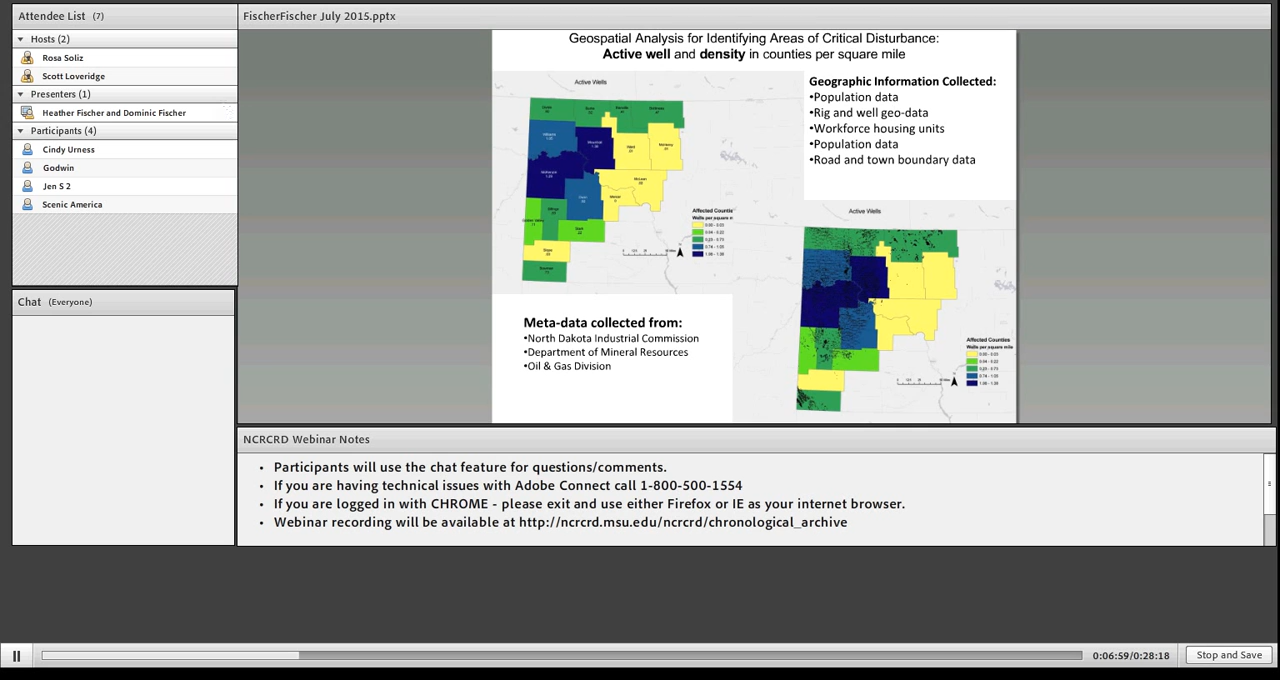 Attendee List (7)
Hosts (2)
Rosa Soliz
Scott Loveridge
Presenters (1)
Heather Fischer and Dominic Fischer
Participants (4)
Cindy Urness
Godwin
Jen S 2
Scenic America
Chat (Everyone)
FischerFischer July 2015.pptx
Geospatial Analysis for Identifying Areas of Critical Disturbance:
Active well and density in counties per square mile
Active Wells
Geographic Information Collected:
•Population data
•Rig and well geo-data
•Workforce housing units
•Population data
•Road and town boundary data
Affected Countie
Wells per square m
Active Wells
Meta-data collected from:
•North Dakota Industrial Commission
•Department of Mineral Resources
•Oil & Gas Division
Affected Counties
Wells per square mile
NCRCRD Webinar Notes
• Participants will use the chat feature for questions/comments.
• If you are having technical issues with Adobe Connect call 1-800-500-1554
• If you are logged in with CHROME - please exit and use either Firefox or IE as your internet browser.
• Webinar recording will be available at http://ncrcrd.msu.edu/ncrcrd/chronological_archive
0:06:59/0:28:18
Stop and Save